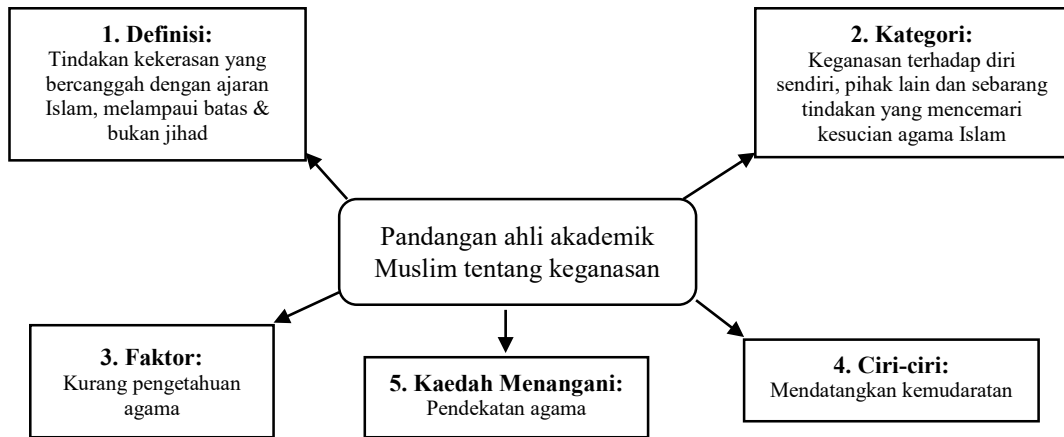 1. Definisi:
Tindakan kekerasan yang
bercanggah dengan ajaran
Islam, melampaui batas &
bukan jihad
2. Kategori:
Keganasan terhadap diri
sendiri, pihak lain dan sebarang
tindakan yang mencemari
kesucian agama Islam
Pandangan ahli akademik
Muslim tentang keganasan
3. Faktor:
Kurang pengetahuan
agama
5. Kaedah Menangani:
Pendekatan agama
4. Ciri-ciri:
Mendatangkan kemudaratan